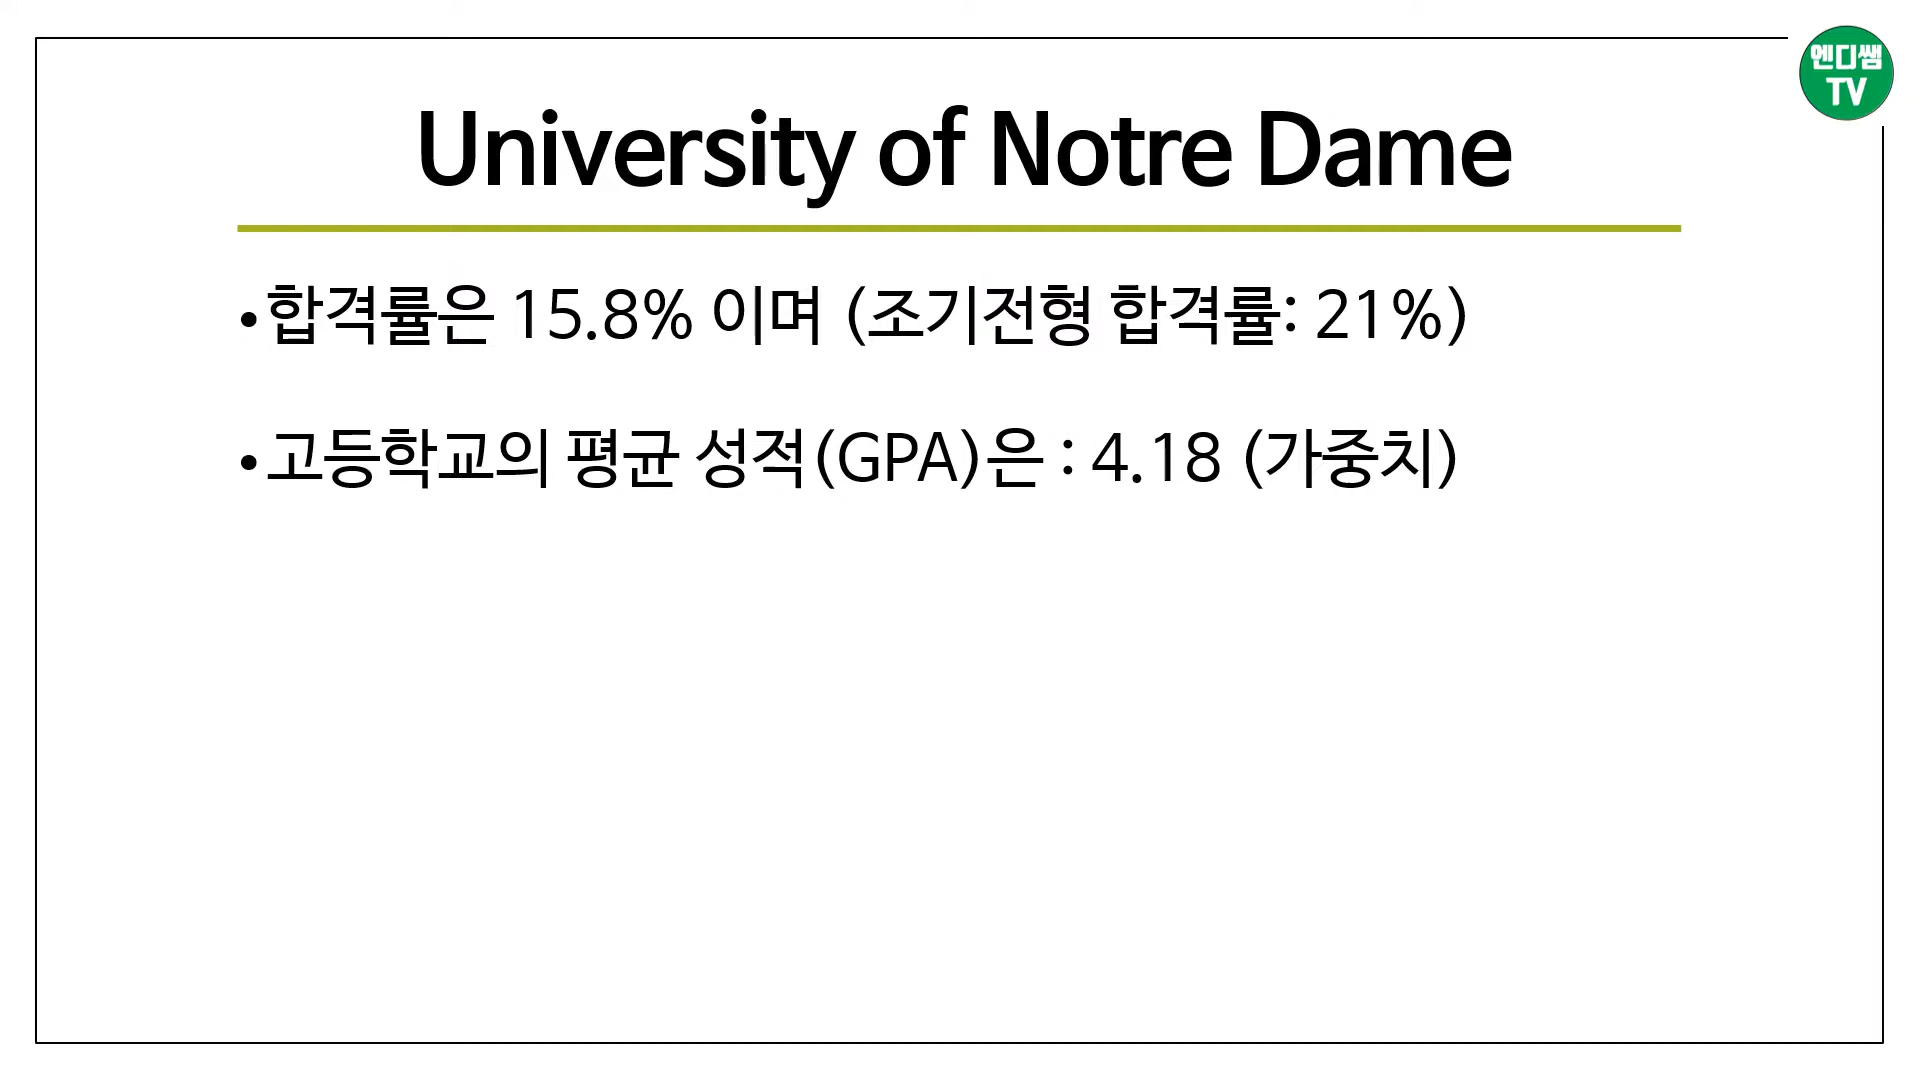 엔디쌤
TV
University of Notre Dame
•합격률은 15.8% 이며 (조기전형 합격률: 21%)
•고등학교의 평균 성적(GPA)은 : 4.18 (가중치)